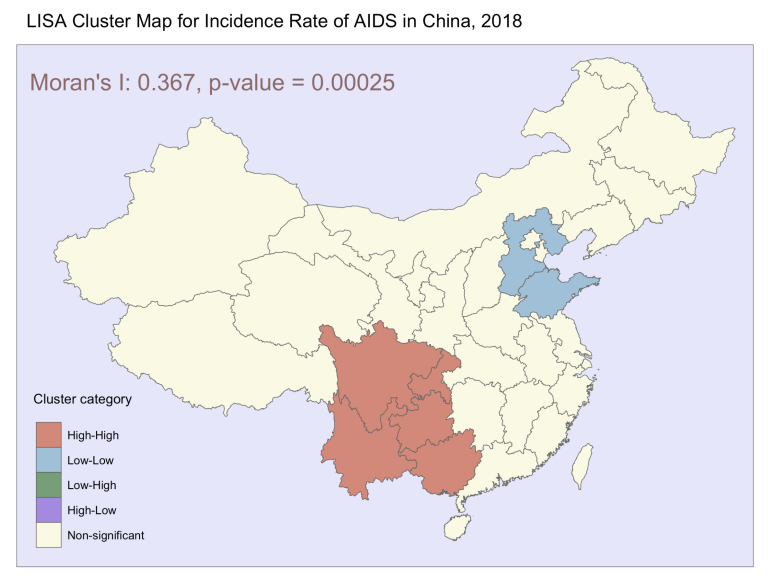 LISA Cluster Map for Incidence Rate of AIDS in China, 2018
Moran's I: 0.367, p-value = 0.00025
Cluster category
High-High
Low-Low
Low-High
High-Low
Non-significant